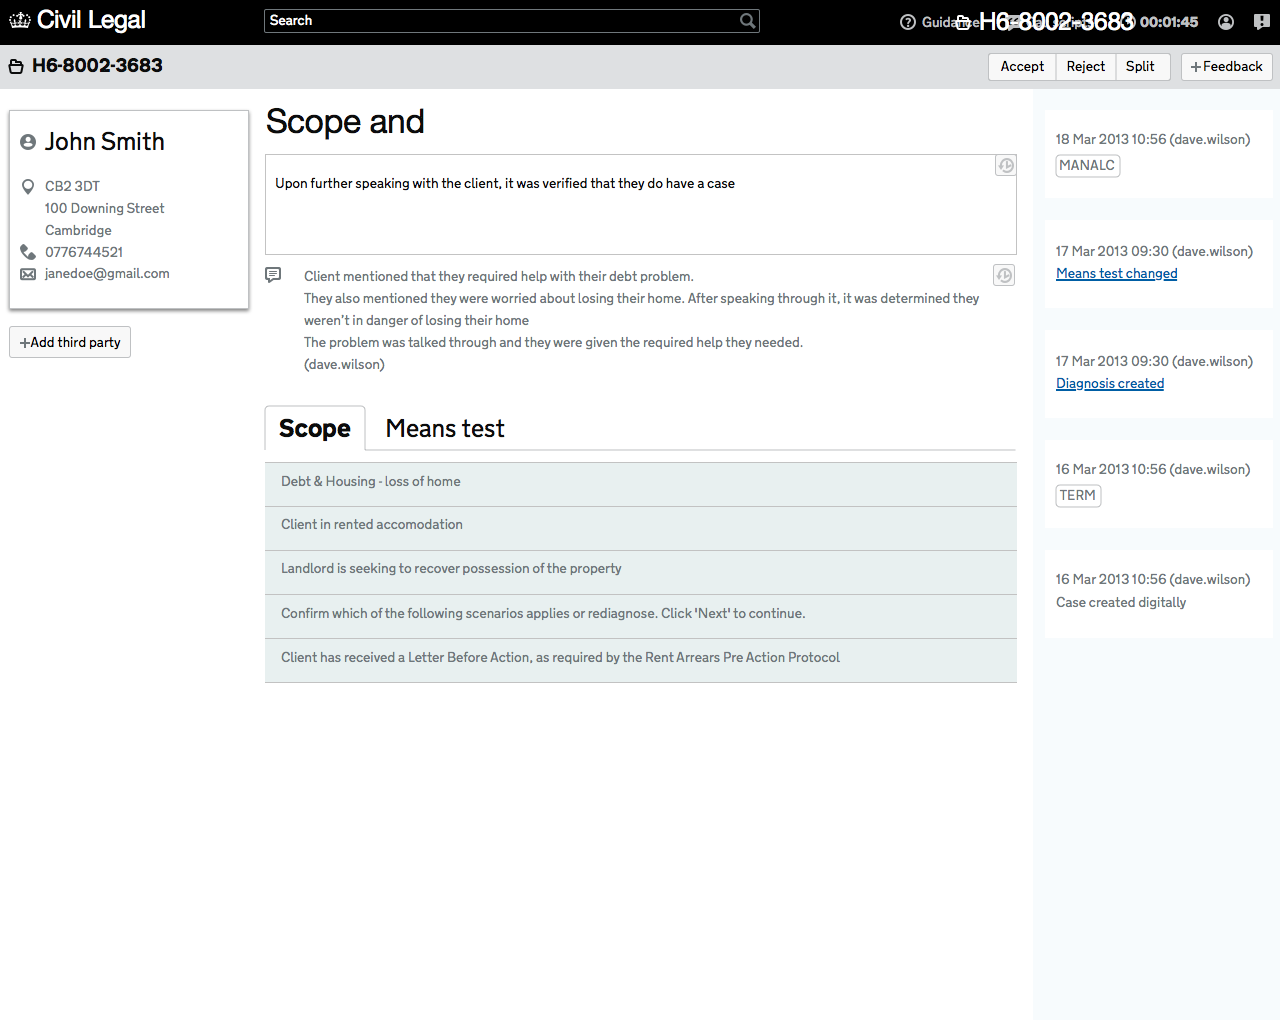 Civil Legal
Search
Guidance
H6-8002-3683
00:01:45
H6-8002-3683
Accept
Reject
Split
+Feedback
John Smith
CB2 3DT
100 Downing Street
Cambridge
0776744521
janedoe@gmail.com
+Add third party
Scope and
Upon further speaking with the client, it was verified that they do have a case
Client mentioned that they required help with their debt problem.
They also mentioned they were worried about losing their home. After speaking through it, it was determined they
weren't in danger of losing their home
The problem was talked through and they were given the required help they needed.
(dave.wilson)
Scope
Means test
Debt & Housing - loss of home
Client in rented accomodation
Landlord is seeking to recover possession of the property
Confirm which of the following scenarios applies or rediagnose. Click 'Next' to continue.
Client has received a Letter Before Action, as required by the Rent Arrears Pre Action Protocol
18 Mar 2013 10:56 (dave.wilson)
MANALC
17 Mar 2013 09:30 (dave.wilson)
Means test changed
17 Mar 2013 09:30 (dave.wilson)
Diagnosis created
16 Mar 2013 10:56 (dave.wilson)
TERM
16 Mar 2013 10:56 (dave.wilson)
Case created digitally